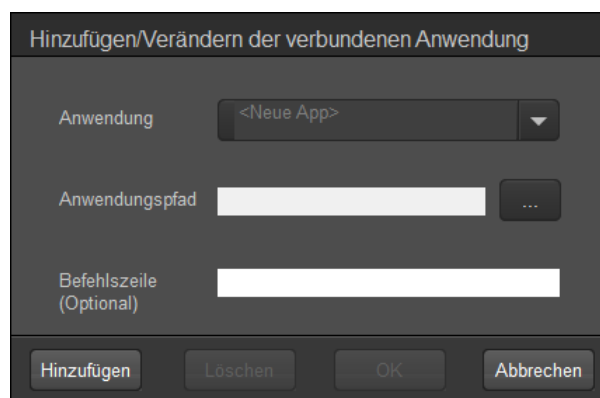 Hinzufügen/Verändern der verbundenen Anwendung
Anwendung
<Neue App>
Anwendungspfad
...
Befehlszeile
(Optional)
Hinzufügen
Löschen
OK
Abbrechen